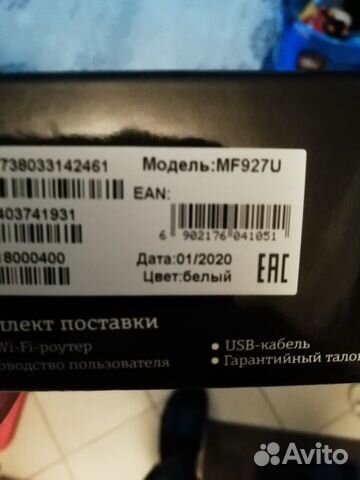 738033142461 Модель:MF927U
EAN:
403741931
6 902176 041051
8000400 Дата:01/2020
Цвет:белый
EAC
плект поставки
Wi-Fi-роутер • USB-кабель
ководство пользователя • Гарантийный тало
Avito